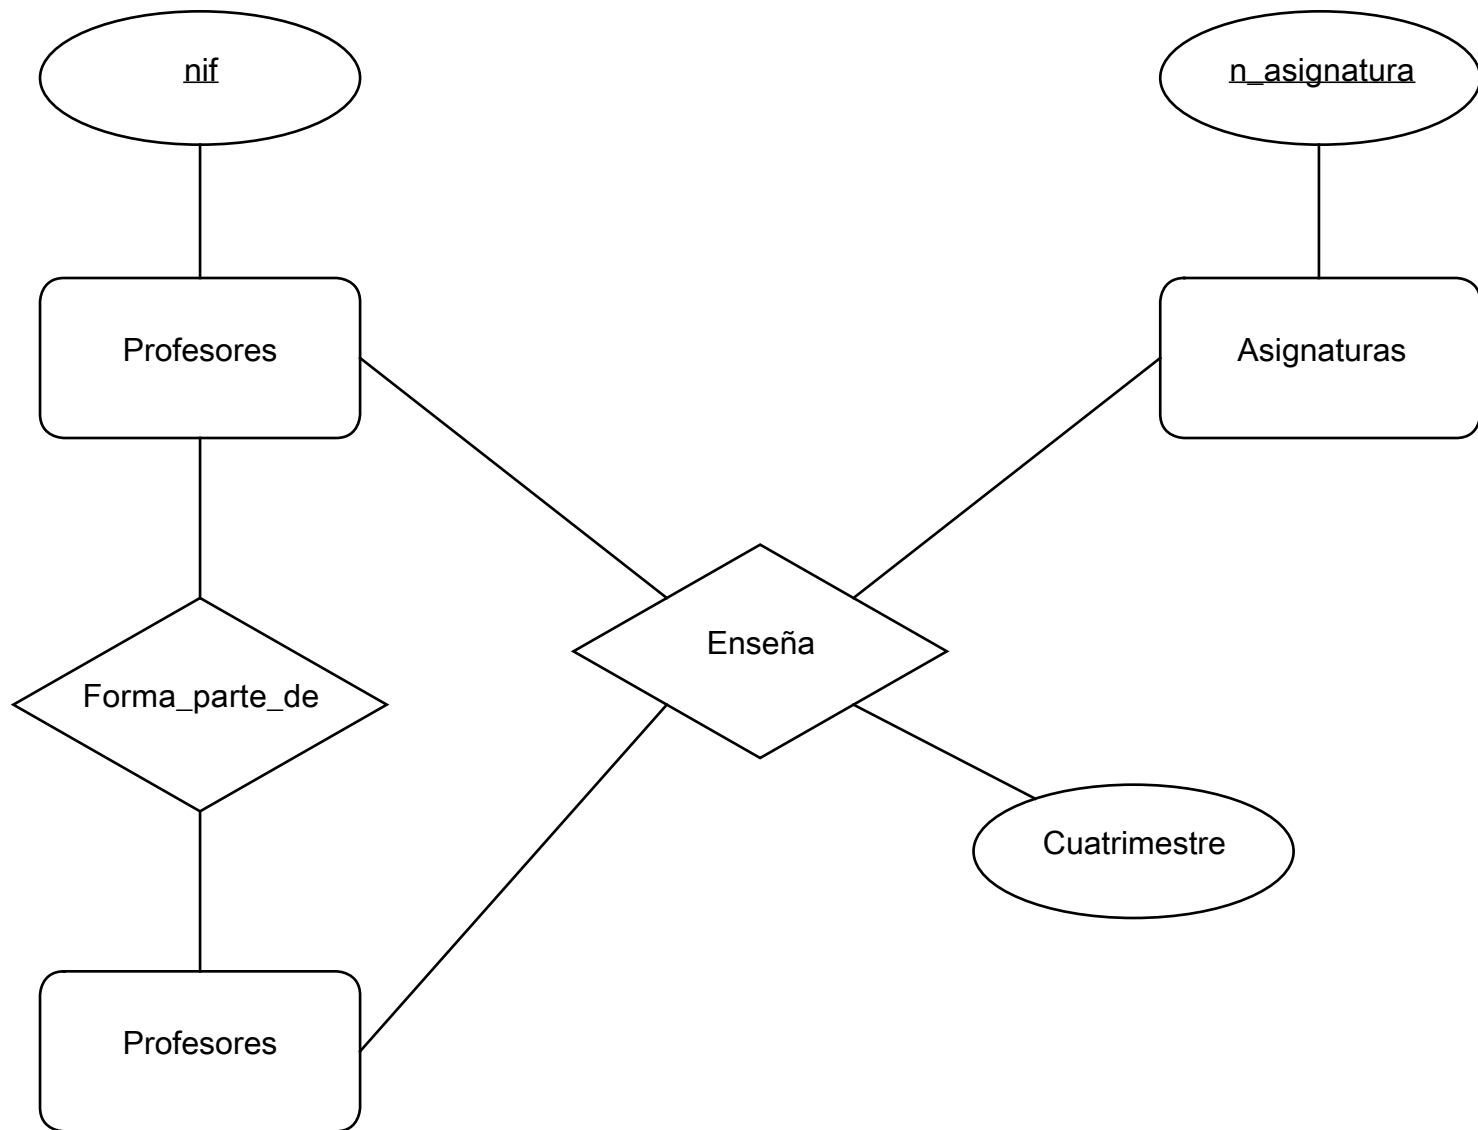 nif
n_asignatura
Profesores
Asignaturas
Enseña
Forma_parte_de
Cuatrimestre
Profesores